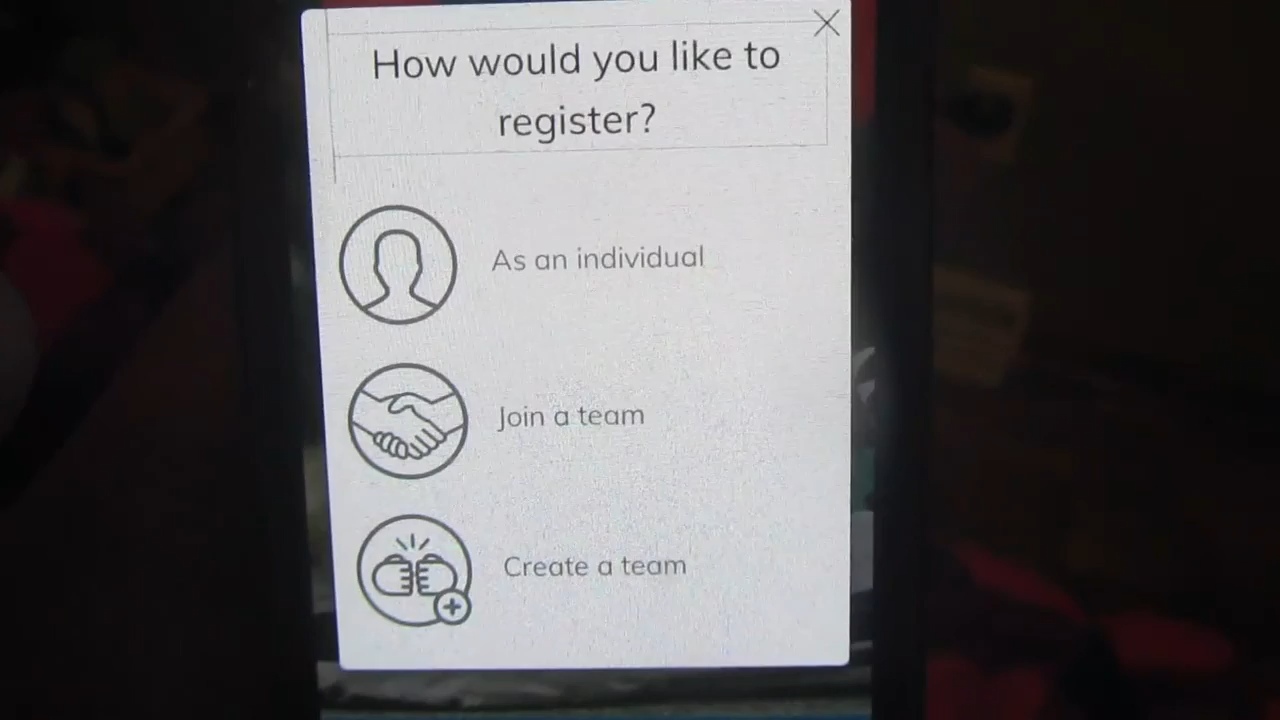 How would you like to
register?
As an individual
Join a team
Create a team